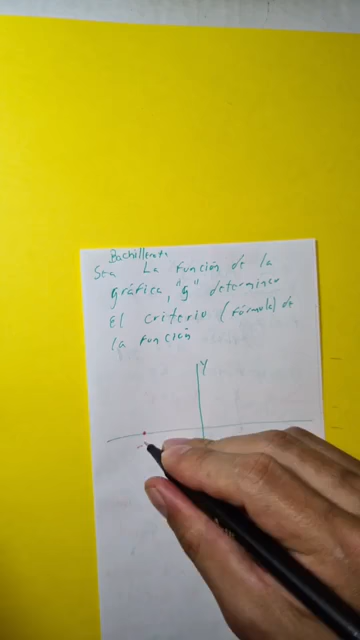 Bachillerato
Sea La función de la
gráfica, "g" determine
El criterio (fórmula) de
la función
y